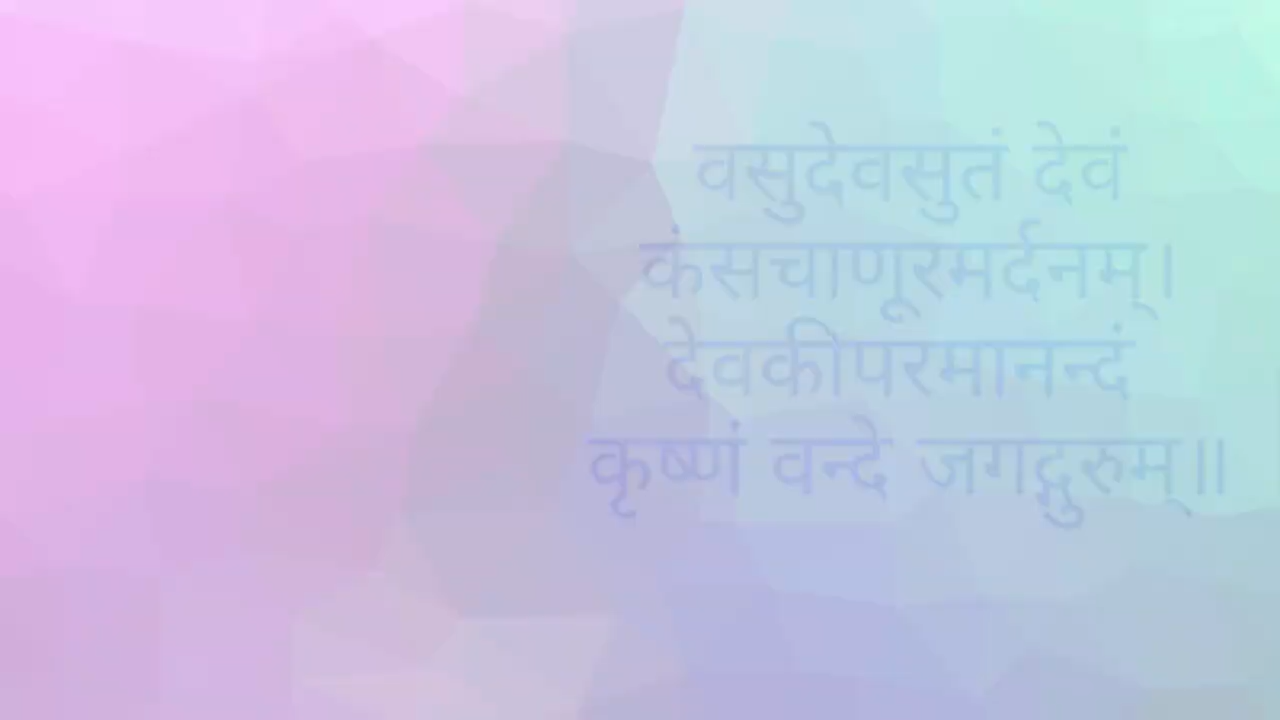 वसुदेवसुतं देवं
कंसचाणूरमर्दनम्।
देवकीपरमानन्दं
कृष्णं वन्दे जगद्गुरुम्॥